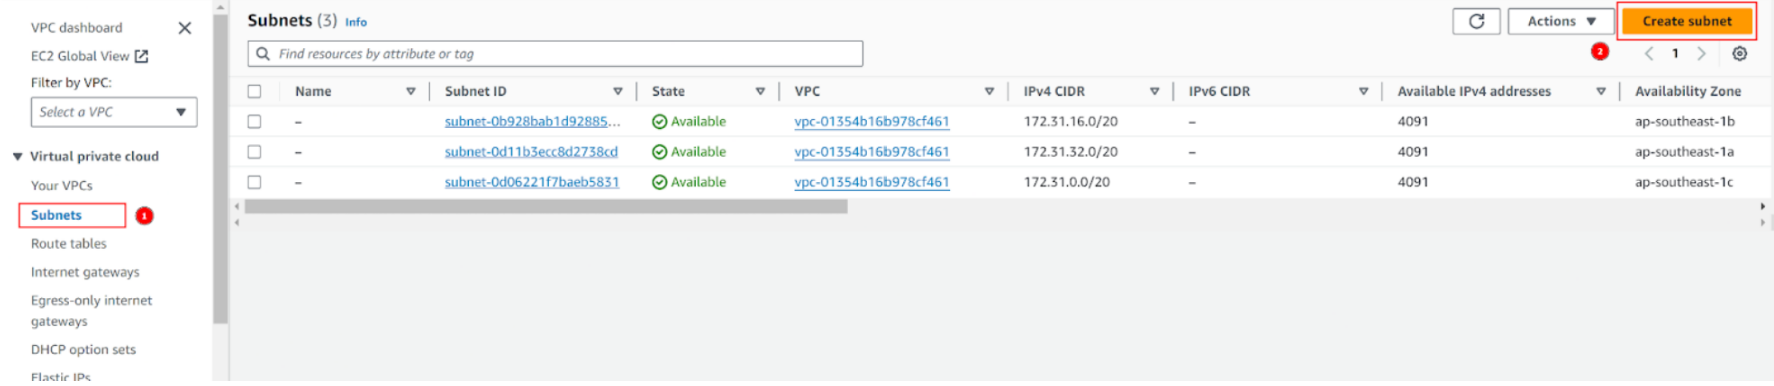 VPC dashboard
EC2 Global View
Filter by VPC:
Select a VPC
Virtual private cloud
Your VPCs
Subnets
1
Route tables
Internet gateways
Egress-only internet
gateways
DHCP option sets
Elastic IPs
Subnets (3) Info
Actions
Create subnet
Find resources by attribute or tag
2
1
Name Subnet ID State VPC IPv4 CIDR IPv6 CIDR Available IPv4 addresses Availability Zone
– subnet-0b928bab1d92885... Available vpc-01354b16b978cf461 172.31.16.0/20 – 4091 ap-southeast-1b
– subnet-0d11b3ecc8d2738cd Available vpc-01354b16b978cf461 172.31.32.0/20 – 4091 ap-southeast-1a
– subnet-0d06221f7baeb5831 Available vpc-01354b16b978cf461 172.31.0.0/20 – 4091 ap-southeast-1c